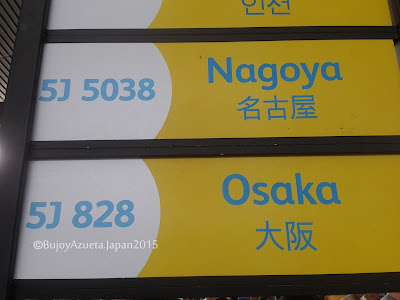 인천
5J 5038
Nagoya
名古屋
5J 828
Osaka
大阪
©BujoyAzueta.Japan2015